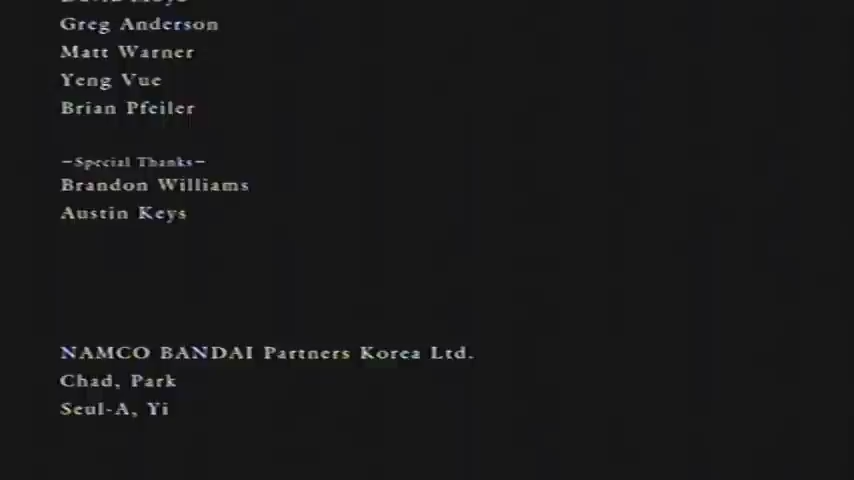 Greg Anderson
Matt Warner
Yeng Vue
Brian Pfeiler
-Special Thanks-
Brandon Williams
Austin Keys
NAMCO BANDAI Partners Korea Ltd.
Chad, Park
Seul-A, Yi